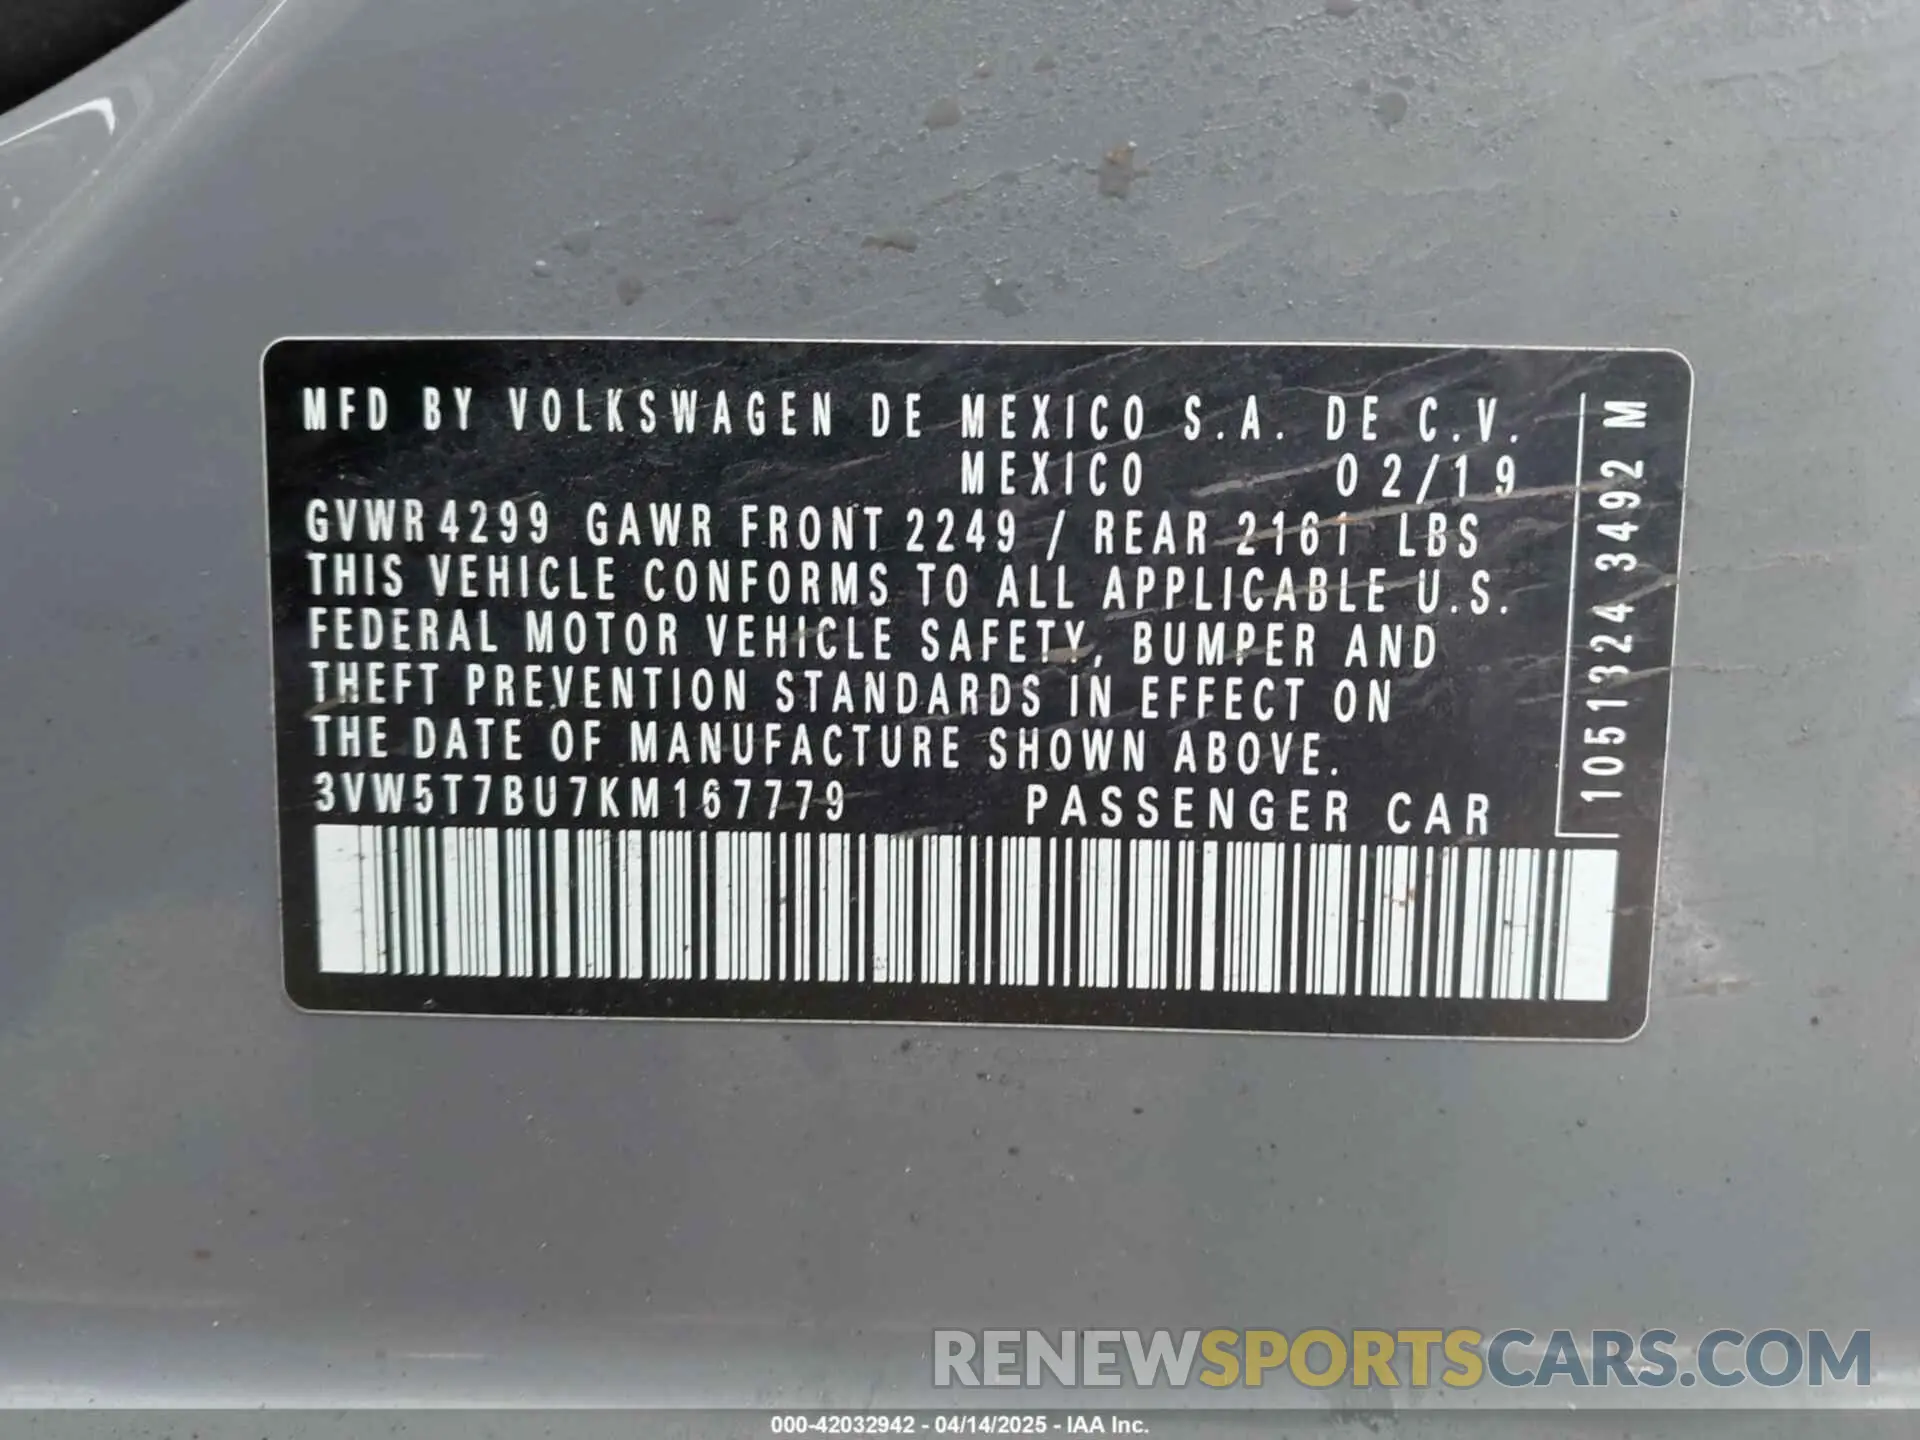 MFD BY VOLKSWAGEN DE MEXICO S.A. DE C.V.
MEXICO 02/19
GVWR 4299 GAWR FRONT 2249 / REAR 2161 LBS
THIS VEHICLE CONFORMS TO ALL APPLICABLE U.S.
FEDERAL MOTOR VEHICLE SAFETY, BUMPER AND
THEFT PREVENTION STANDARDS IN EFFECT ON
THE DATE OF MANUFACTURE SHOWN ABOVE.
3VW5T7BU7KM167779 PASSENGER CAR
1051324 3492 M
RENEWSPORTSCARS.COM
000-42032942 - 04/14/2025 - IAA Inc.